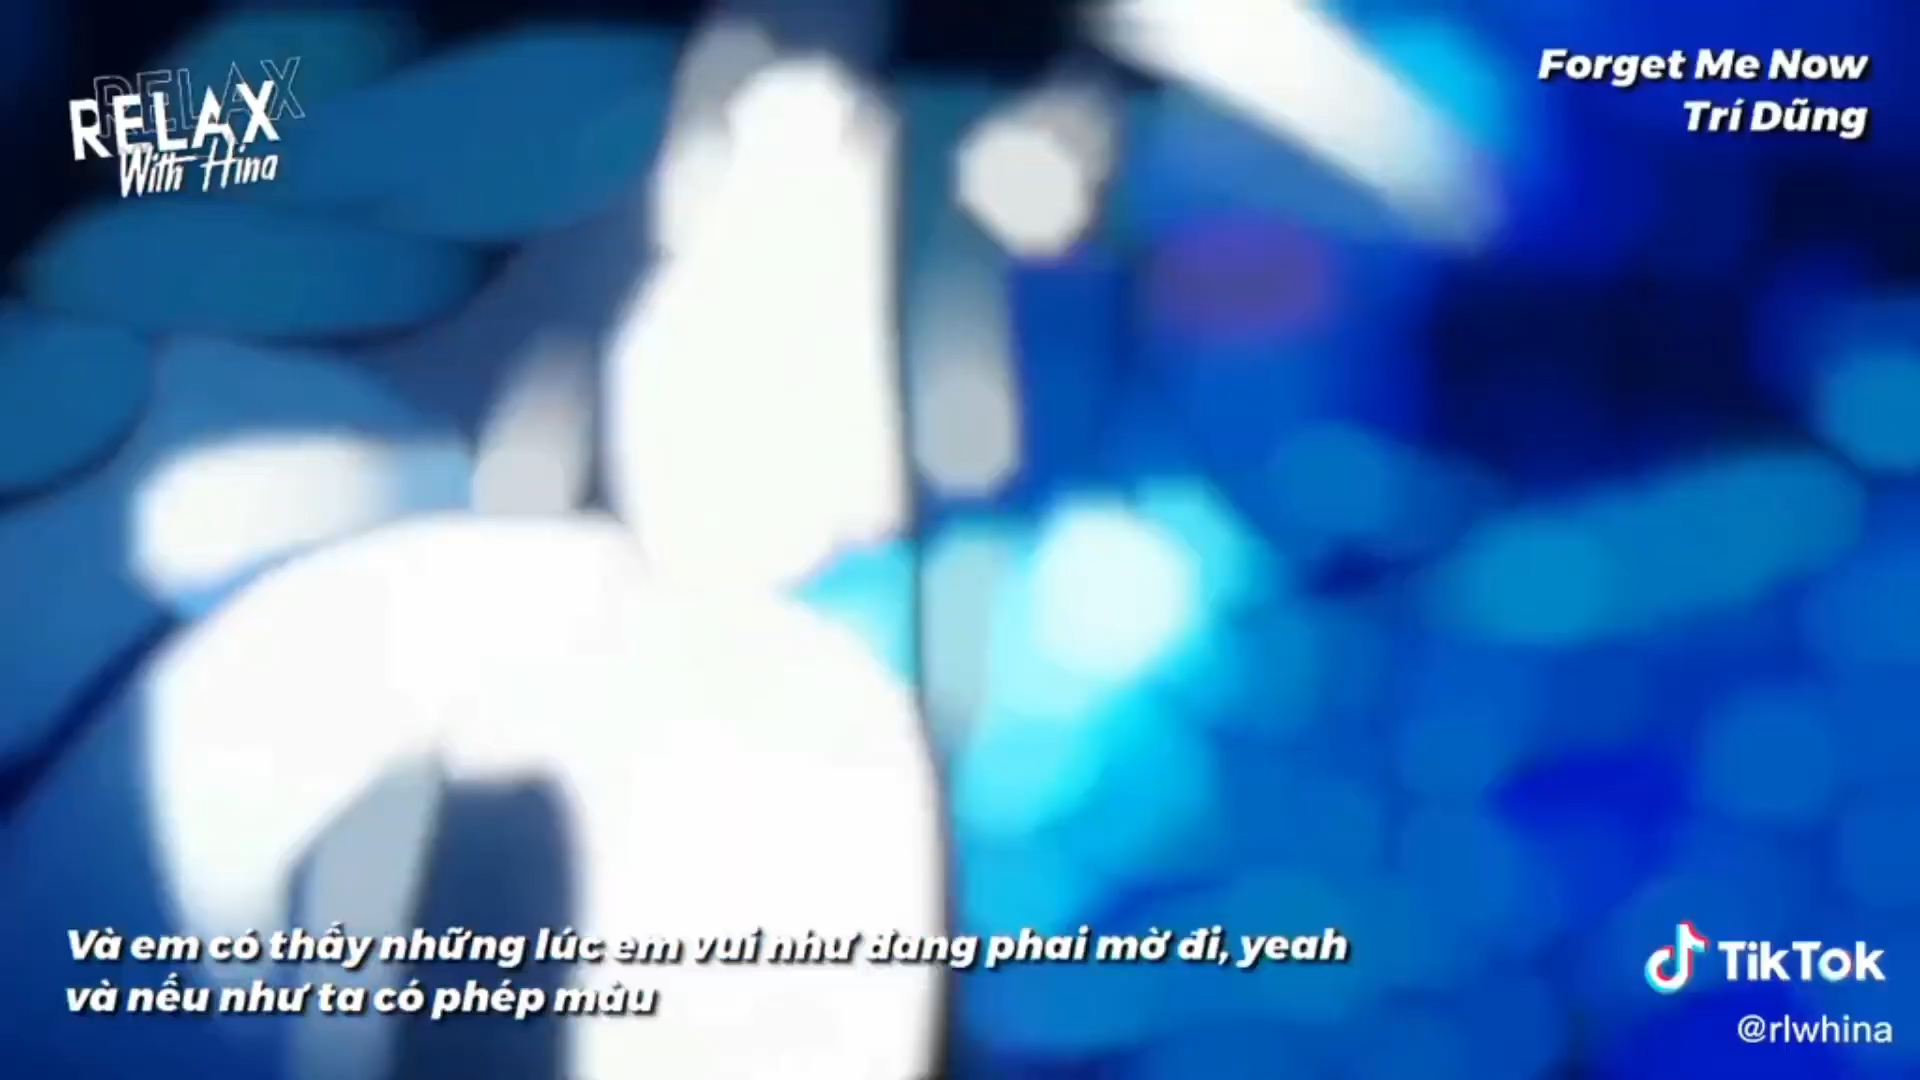 RELAX
RELAX
With Hina
Forget Me Now
Trí Dũng
Và em có thấy những lúc em vui như đang phai mờ đi, yeah
và nếu như ta có phép màu
TikTok
@rlwhina